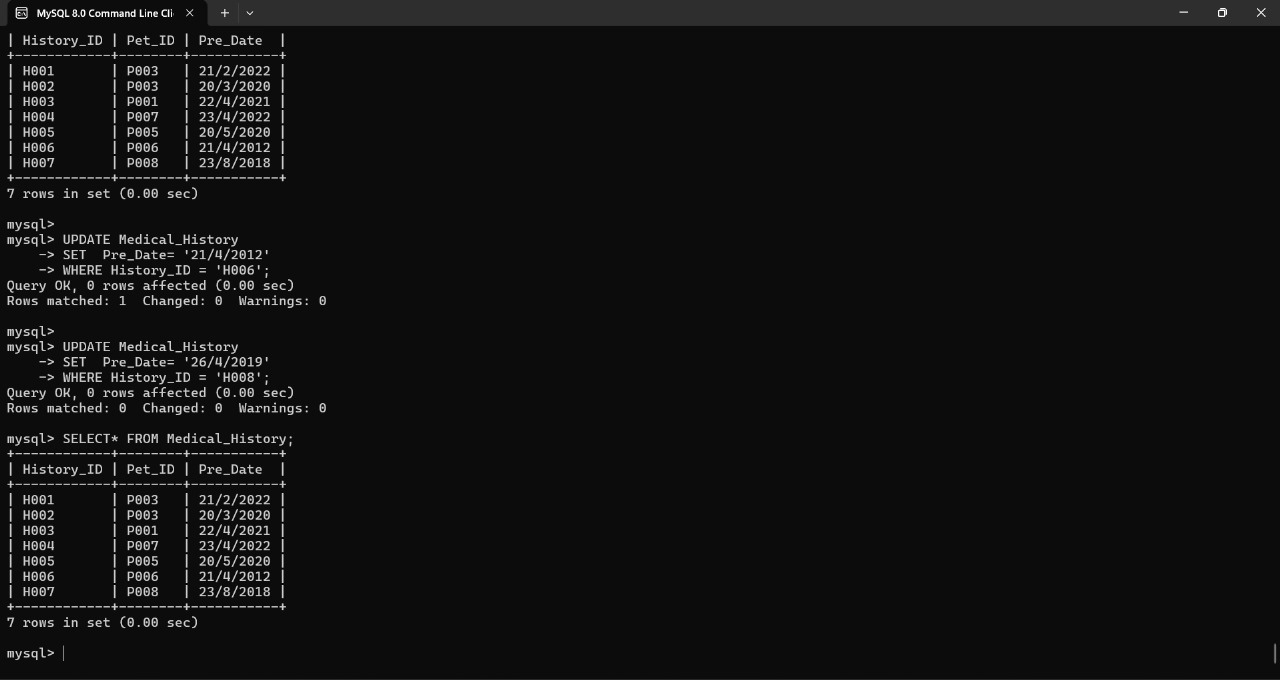 MySQL 8.0 Command Line Cli
| History_ID | Pet_ID | Pre_Date  |
+------------+--------+-----------+
| H001       | P003   | 21/2/2022 |
| H002       | P003   | 20/3/2020 |
| H003       | P001   | 22/4/2021 |
| H004       | P007   | 23/4/2022 |
| H005       | P005   | 20/5/2020 |
| H006       | P006   | 21/4/2012 |
| H007       | P008   | 23/8/2018 |
+------------+--------+-----------+
7 rows in set (0.00 sec)
mysql>
mysql> UPDATE Medical_History
    -> SET  Pre_Date= '21/4/2012'
    -> WHERE History_ID = 'H006';
Query OK, 0 rows affected (0.00 sec)
Rows matched: 1  Changed: 0  Warnings: 0
mysql>
mysql> UPDATE Medical_History
    -> SET  Pre_Date= '26/4/2019'
    -> WHERE History_ID = 'H008';
Query OK, 0 rows affected (0.00 sec)
Rows matched: 0  Changed: 0  Warnings: 0
mysql> SELECT* FROM Medical_History;
+------------+--------+-----------+
| History_ID | Pet_ID | Pre_Date  |
+------------+--------+-----------+
| H001       | P003   | 21/2/2022 |
| H002       | P003   | 20/3/2020 |
| H003       | P001   | 22/4/2021 |
| H004       | P007   | 23/4/2022 |
| H005       | P005   | 20/5/2020 |
| H006       | P006   | 21/4/2012 |
| H007       | P008   | 23/8/2018 |
+------------+--------+-----------+
7 rows in set (0.00 sec)
mysql>